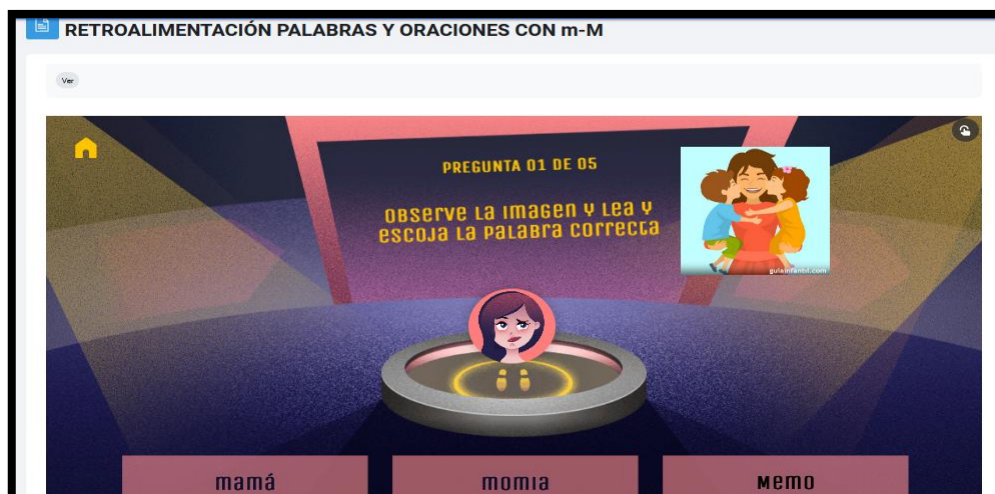 RETROALIMENTACIÓN PALABRAS Y ORACIONES CON m-M
Ver
PREGUNTA 01 DE 05
OBSERVE LA IMAGEN Y LEA Y
ESCOJA LA PALABRA CORRECTA
guiainfantil.com
mamá
momia
Memo